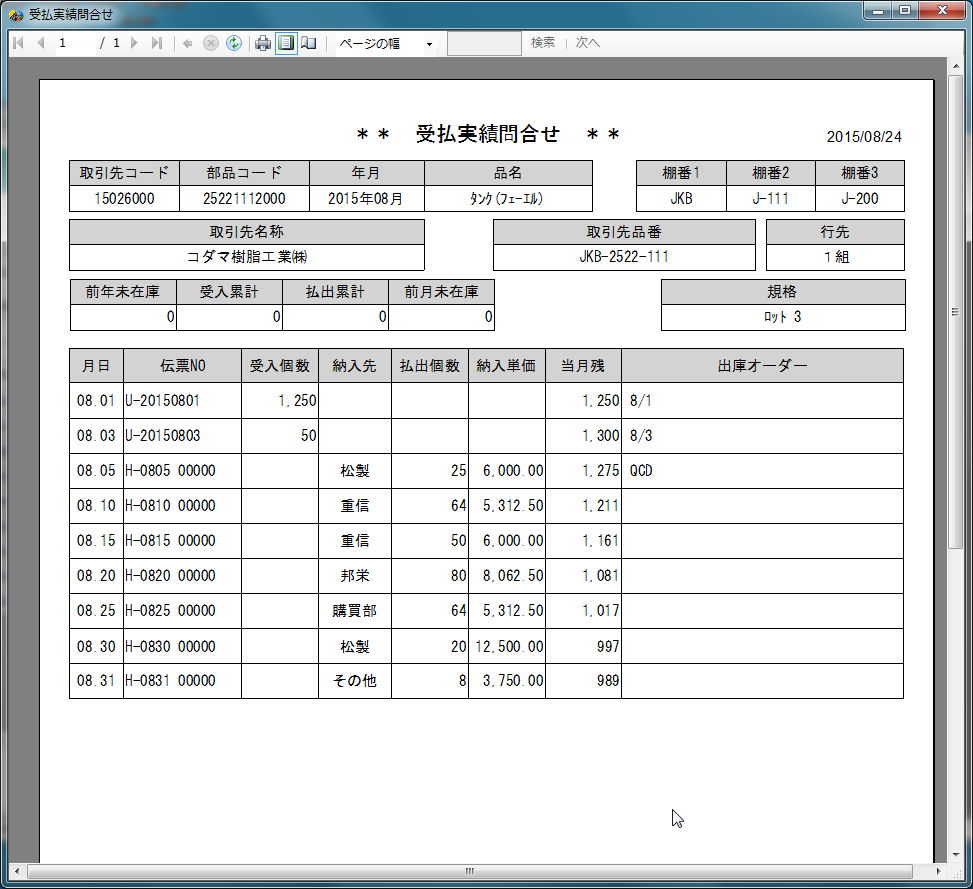 受払実績問合せ
1 / 1 ページの幅 検索 次へ
** 受払実績問合せ **
2015/08/24
取引先コード 部品コード 年月 品名 棚番1 棚番2 棚番3
15026000 25221112000 2015年08月 ﾀﾝｸ(ﾌｭｰｴﾙ) JKB J-111 J-200
取引先名称 取引先品番 行先
コダマ樹脂工業㈱ JKB-2522-111 1組
前年末在庫 受入累計 払出累計 前月末在庫 規格
0 0 0 0 ﾛｯﾄ 3
月日 伝票NO 受入個数 納入先 払出個数 納入単価 当月残 出庫オーダー
08.01 U-20150801 1,250 1,250 8/1
08.03 U-20150803 50 1,300 8/3
08.05 H-0805 00000 松製 25 6,000.00 1,275 QCD
08.10 H-0810 00000 重信 64 5,312.50 1,211
08.15 H-0815 00000 重信 50 6,000.00 1,161
08.20 H-0820 00000 邦栄 80 8,062.50 1,081
08.25 H-0825 00000 購買部 64 5,312.50 1,017
08.30 H-0830 00000 松製 20 12,500.00 997
08.31 H-0831 00000 その他 8 3,750.00 989